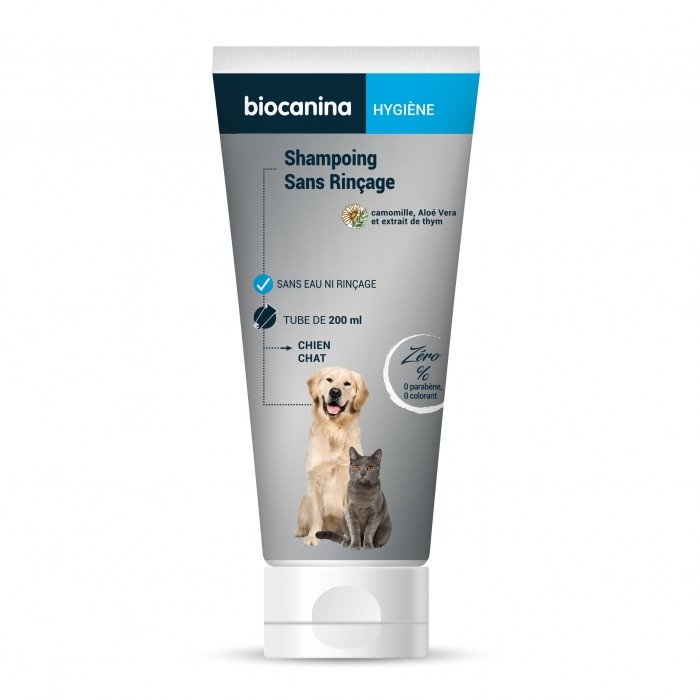 biocanina
HYGIÈNE
Shampoing
Sans Rinçage
camomille, Aloé Vera
et extrait de thym
SANS EAU NI RINÇAGE
TUBE DE 200 ml
CHIEN
CHAT
Zéro
%
0 parabène,
0 colorant